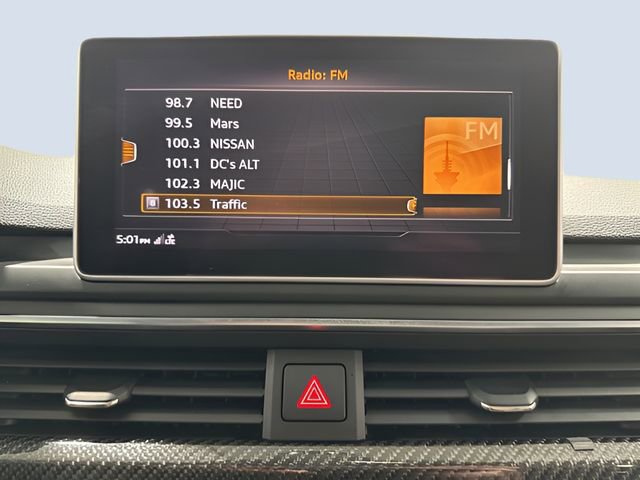 Radio: FM
98.7 NEED
99.5 Mars
100.3 NISSAN
101.1 DC's ALT
102.3 MAJIC
103.5 Traffic
FM
5:01 PM LTE